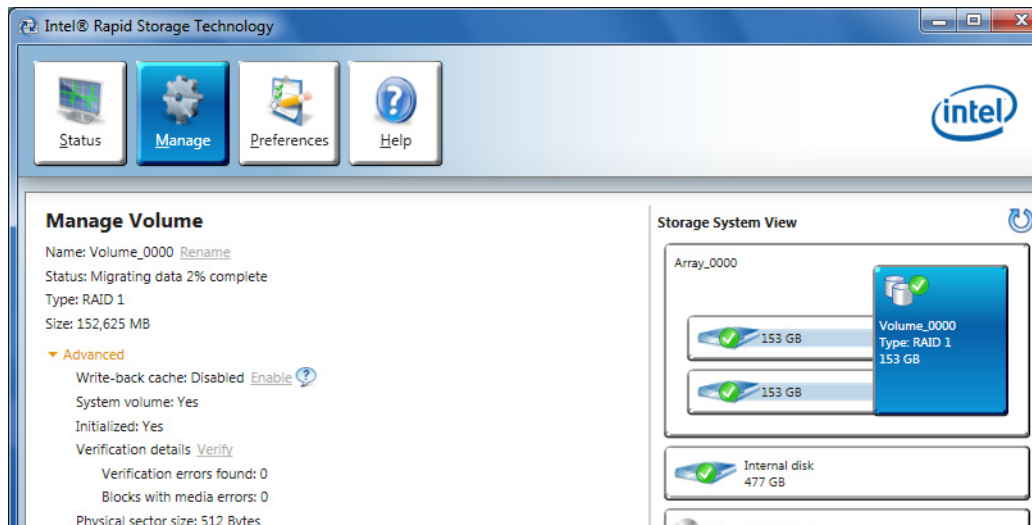 Intel® Rapid Storage Technology
Status
Manage
Preferences
Help
intel
Manage Volume
Name: Volume_0000 Rename
Status: Migrating data 2% complete
Type: RAID 1
Size: 152,625 MB
Advanced
Write-back cache: Disabled Enable ?
System volume: Yes
Initialized: Yes
Verification details Verify
Verification errors found: 0
Blocks with media errors: 0
Physical sector size: 512 Bytes
Storage System View
Array_0000
153 GB
153 GB
Volume_0000
Type: RAID 1
153 GB
Internal disk
477 GB